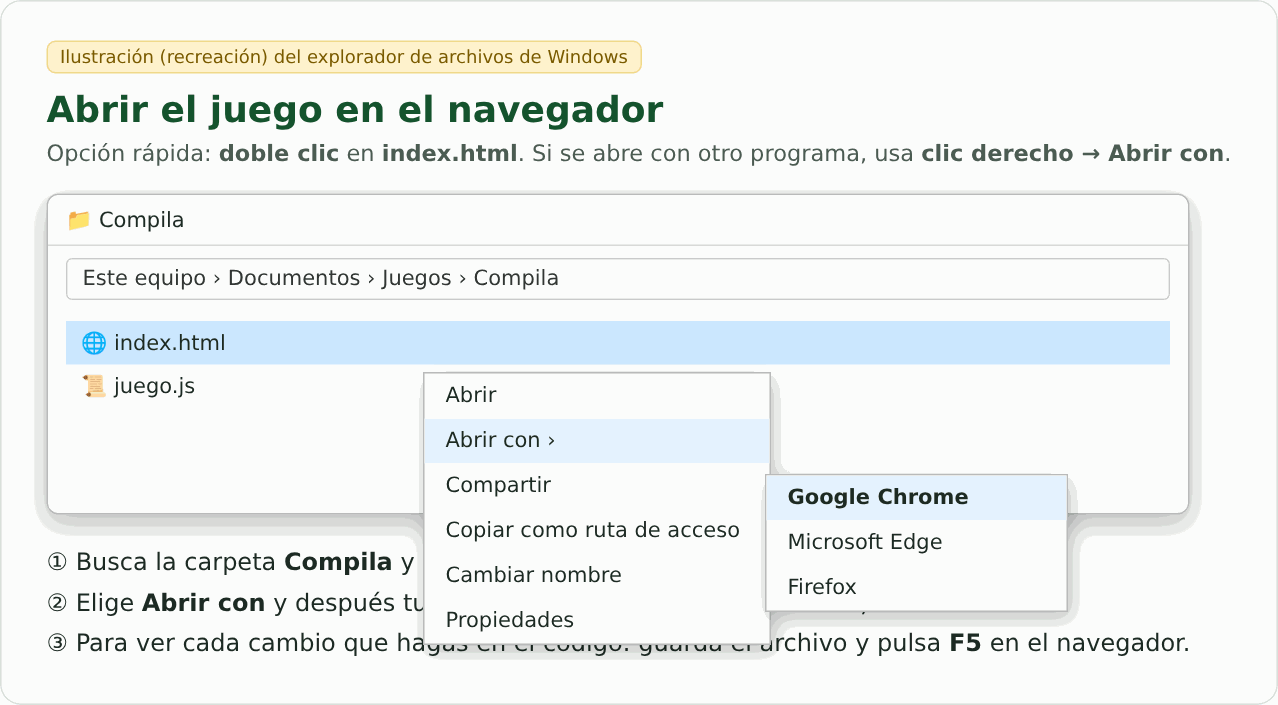 Ilustración (recreación) del explorador de archivos de Windows
Abrir el juego en el navegador
Opción rápida: doble clic en index.html. Si se abre con otro programa, usa clic derecho → Abrir con.
📁 Compila
Este equipo › Documentos › Juegos › Compila
🌐 index.html
📜 juego.js
Abrir
Abrir con ›
Compartir
Copiar como ruta de acceso
Cambiar nombre
Propiedades
Google Chrome
Microsoft Edge
Firefox
① Busca la carpeta Compila y
② Elige Abrir con y después tu
③ Para ver cada cambio que hagas en el código: guarda el archivo y pulsa F5 en el navegador.